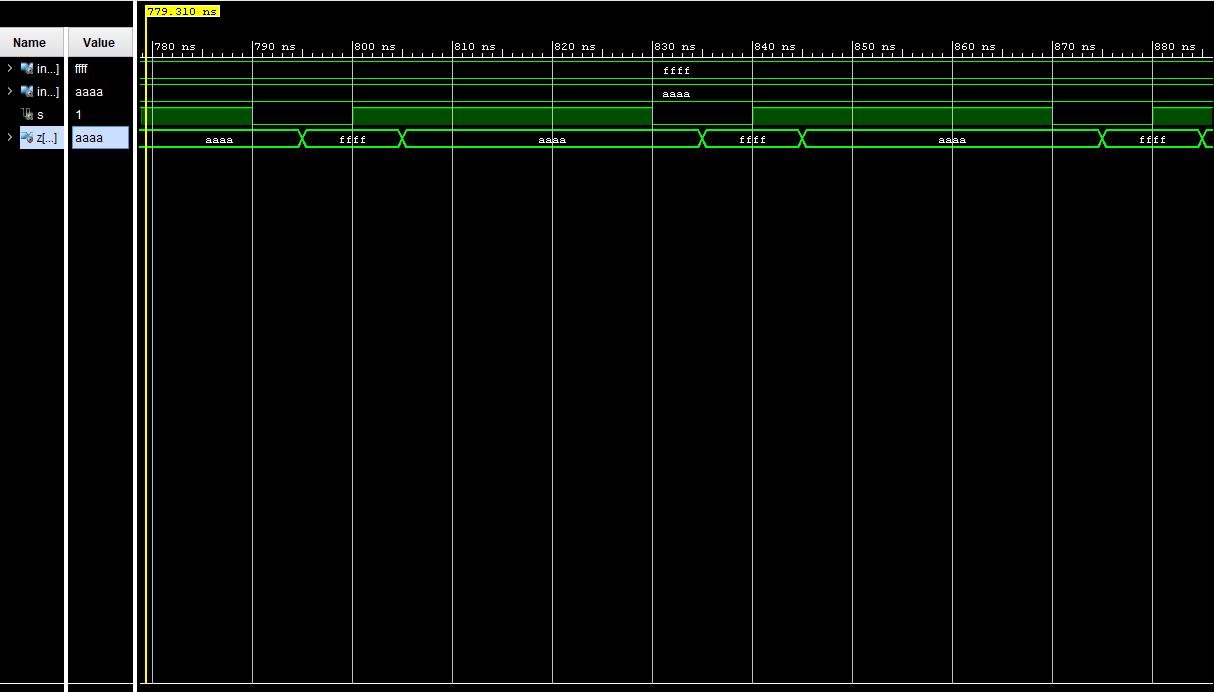 779.310 ns
Name Value
780 ns 790 ns 800 ns 810 ns 820 ns 830 ns 840 ns 850 ns 860 ns 870 ns 880 ns
in...] ffff ffff
in...] aaaa aaaa
s 1
z[...] aaaa aaaa ffff aaaa ffff aaaa ffff